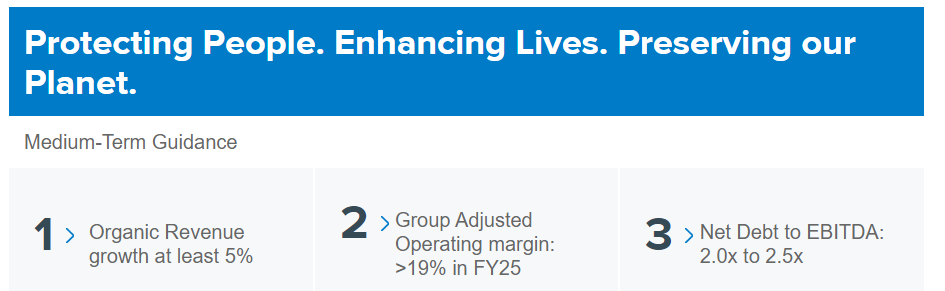 Protecting People. Enhancing Lives. Preserving our
Planet.
Medium-Term Guidance
1
Organic Revenue
growth at least 5%
2
Group Adjusted
Operating margin:
>19% in FY25
3
Net Debt to EBITDA:
2.0x to 2.5x